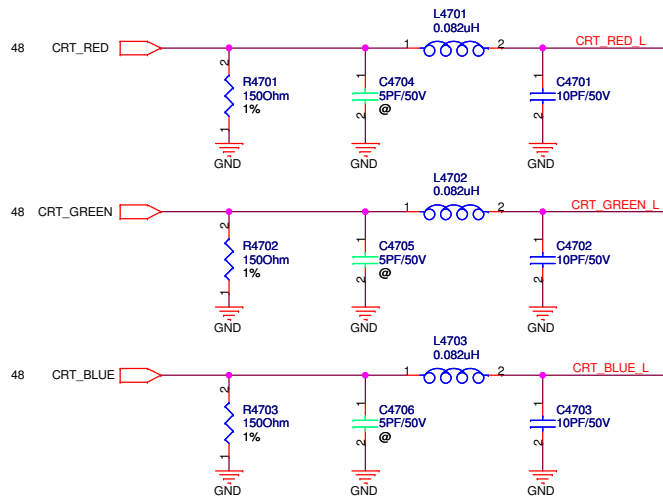 L4701
0.082uH
48 CRT_RED
1 2
CRT_RED_L
2
R4701
150Ohm
1%
1
GND
1
C4704
5PF/50V
@
2
GND
1
C4701
10PF/50V
2
GND
L4702
0.082uH
48 CRT_GREEN
1 2
CRT_GREEN_L
2
R4702
150Ohm
1%
1
GND
1
C4705
5PF/50V
@
2
GND
1
C4702
10PF/50V
2
GND
L4703
0.082uH
48 CRT_BLUE
1 2
CRT_BLUE_L
2
R4703
150Ohm
1%
1
GND
1
C4706
5PF/50V
@
2
GND
1
C4703
10PF/50V
2
GND